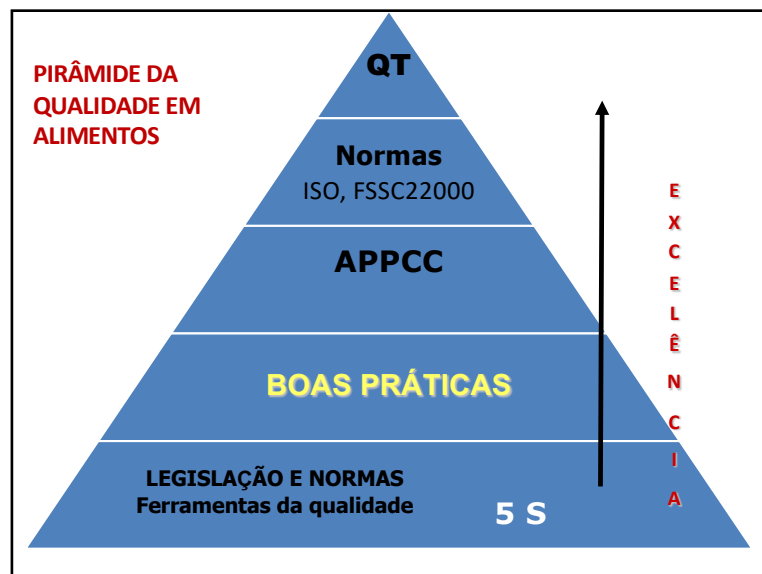 PIRÂMIDE DA
QUALIDADE EM
ALIMENTOS
QT
Normas
ISO, FSSC22000
APPCC
BOAS PRÁTICAS
LEGISLAÇÃO E NORMAS
Ferramentas da qualidade
5 S
E
X
C
E
L
Ê
N
C
I
A